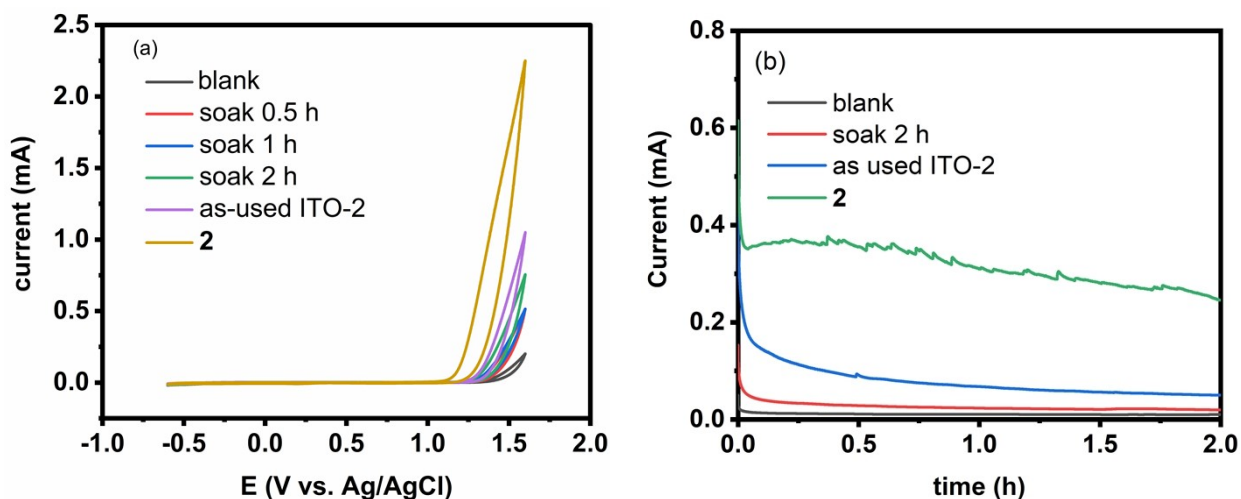 (a)
2.5
2.0
1.5
1.0
0.5
0.0
current (mA)
blank
soak 0.5 h
soak 1 h
soak 2 h
as-used ITO-2
2
-1.0 -0.5 0.0 0.5 1.0 1.5 2.0
E (V vs. Ag/AgCl)
(b)
0.8
0.6
0.4
0.2
0.0
Current (mA)
blank
soak 2 h
as used ITO-2
2
0.0 0.5 1.0 1.5 2.0
time (h)